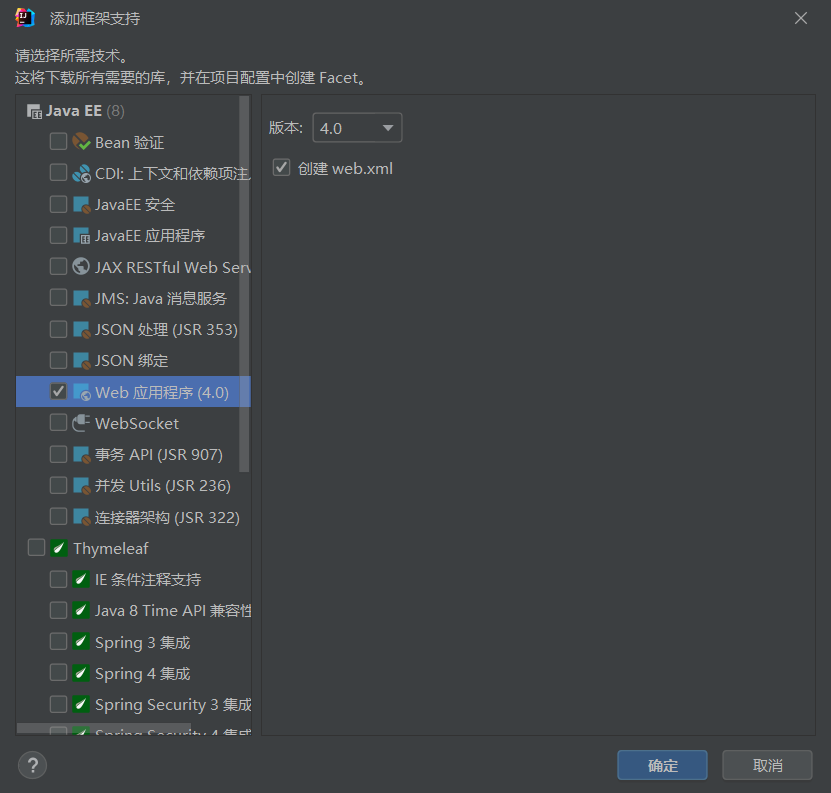 添加框架支持
请选择所需技术。
这将下载所有需要的库，并在项目配置中创建 Facet。
Java EE (8)
Bean 验证
CDI: 上下文和依赖项注
JavaEE 安全
JavaEE 应用程序
JAX RESTful Web Serv
JMS: Java 消息服务
JSON 处理 (JSR 353)
JSON 绑定
Web 应用程序 (4.0)
WebSocket
事务 API (JSR 907)
并发 Utils (JSR 236)
连接器架构 (JSR 322)
Thymeleaf
IE 条件注释支持
Java 8 Time API 兼容性
Spring 3 集成
Spring 4 集成
Spring Security 3 集成
Spring Security 4 集成
版本: 4.0
创建 web.xml
?
确定
取消